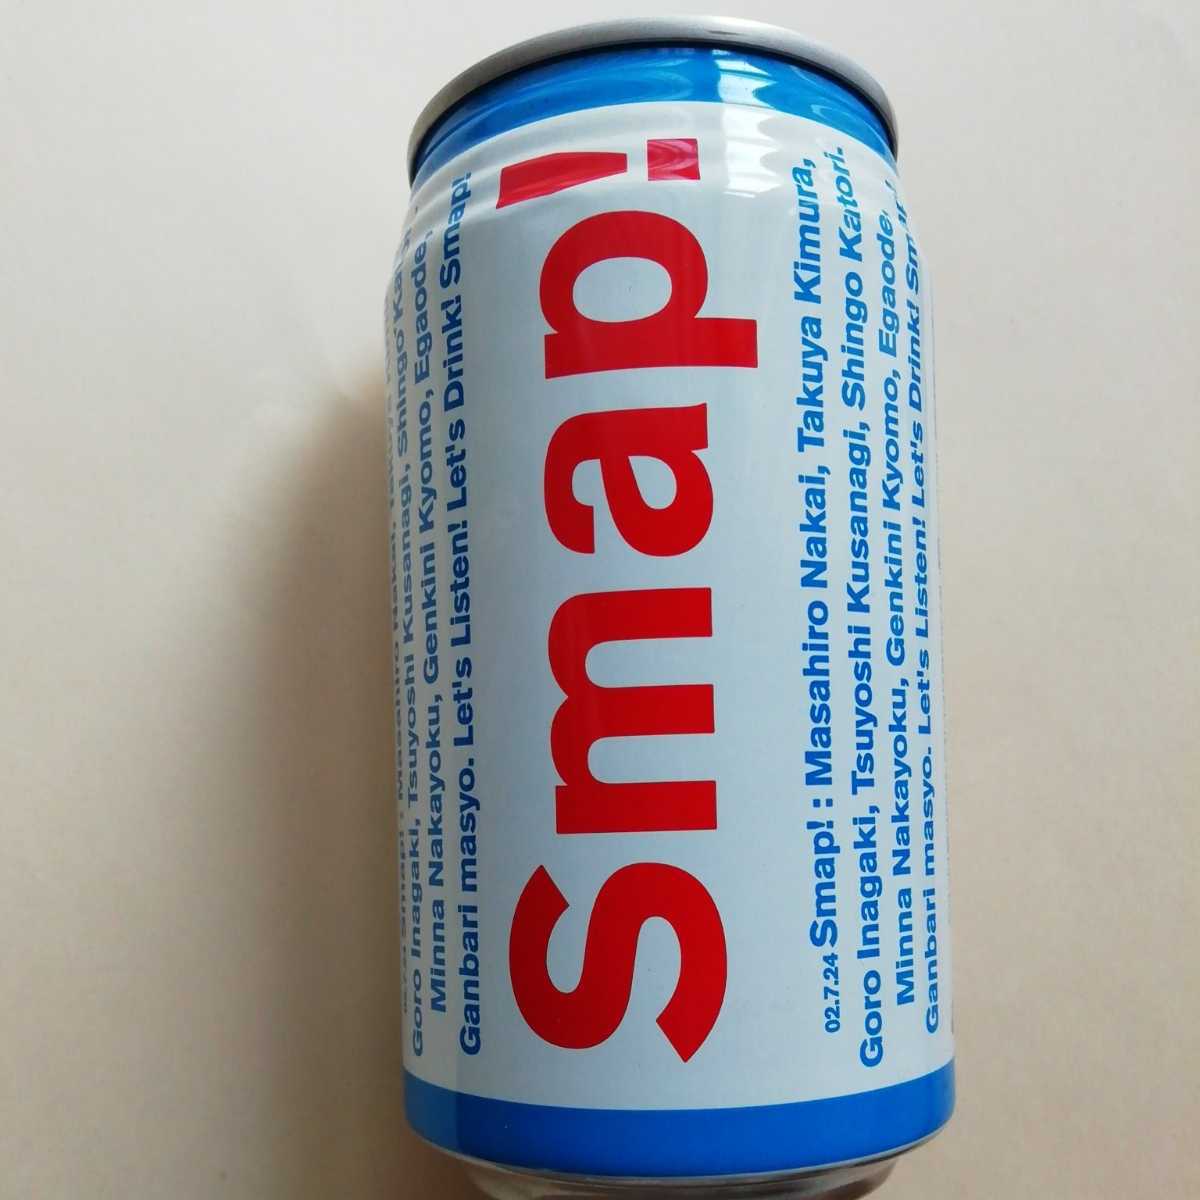 Goro Inagaki, Tsuyoshi Kusanagi, Shingo
Minna Nakayoku, Genkini Kyomo, Egaode,
Ganbari masyo. Let's Listen! Let's Drink! Smap!
Smap!
02.7.24 Smap! : Masahiro Nakai, Takuya Kimura,
Goro Inagaki, Tsuyoshi Kusanagi, Shingo Katori.
Minna Nakayoku, Genkini Kyomo, Egaode,
Ganbari masyo. Let's Listen! Let's Drink!